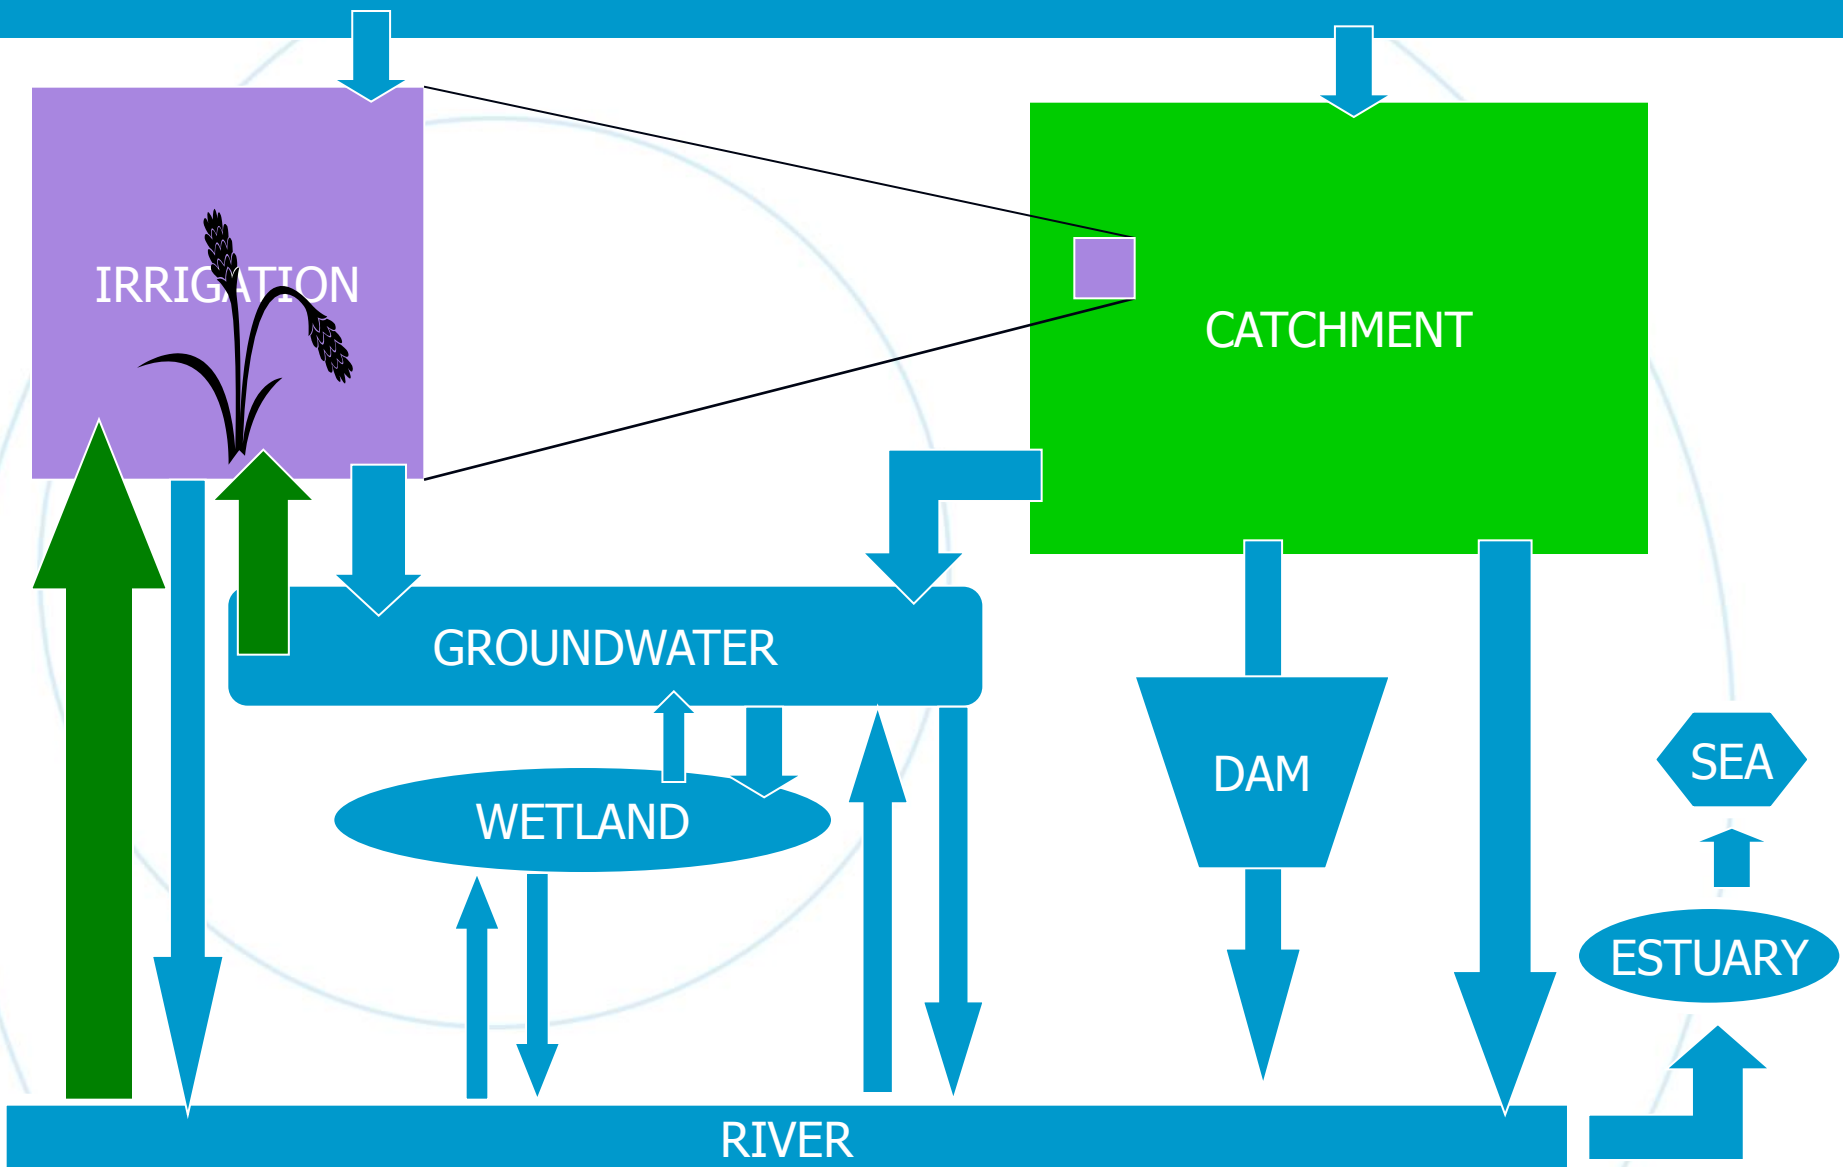 IRRIGATION
CATCHMENT
GROUNDWATER
DAM
SEA
WETLAND
ESTUARY
RIVER